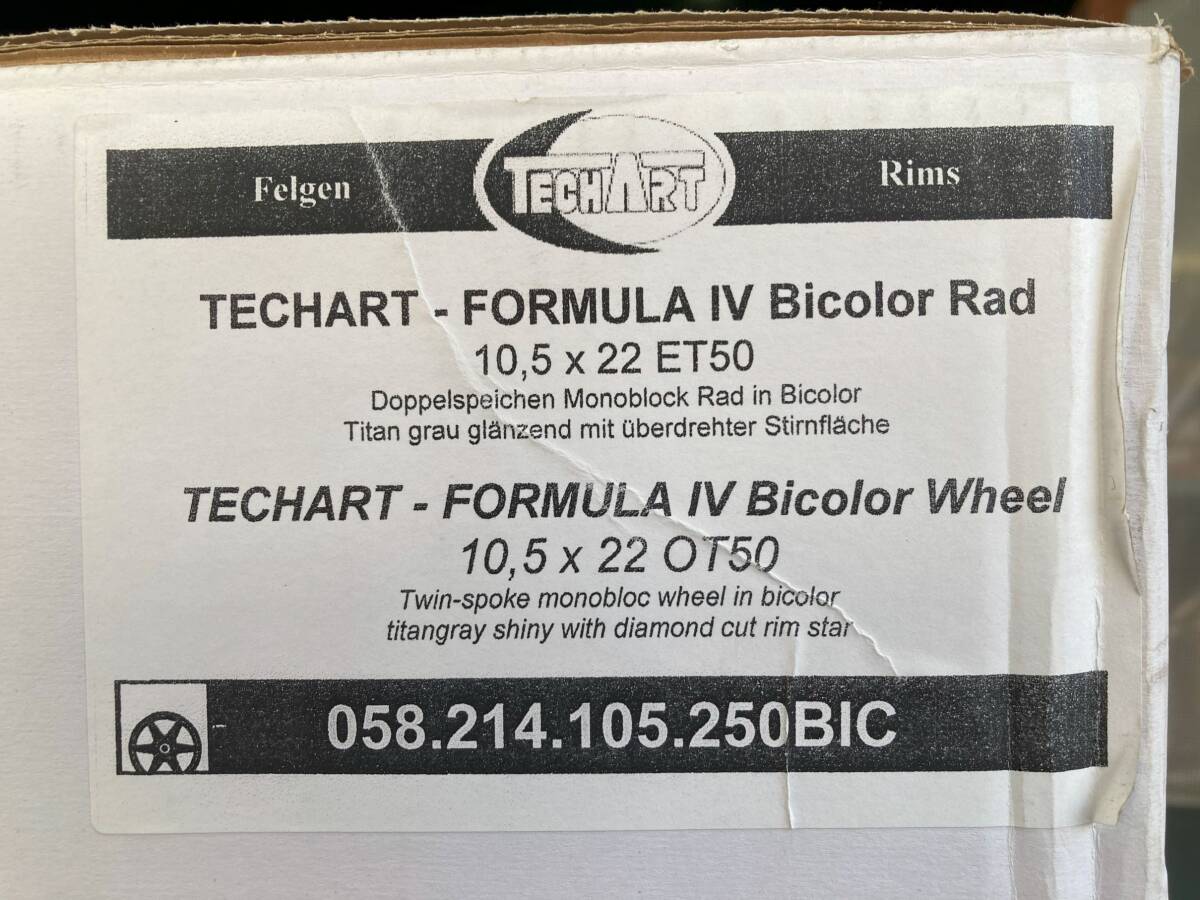 Felgen
TECHART
Rims
TECHART - FORMULA IV Bicolor Rad
10,5 x 22 ET50
Doppelspeichen Monoblock Rad in Bicolor
Titan grau glänzend mit überdrehter Stirnfläche
TECHART - FORMULA IV Bicolor Wheel
10,5 x 22 OT50
Twin-spoke monobloc wheel in bicolor
titangray shiny with diamond cut rim star
058.214.105.250BIC